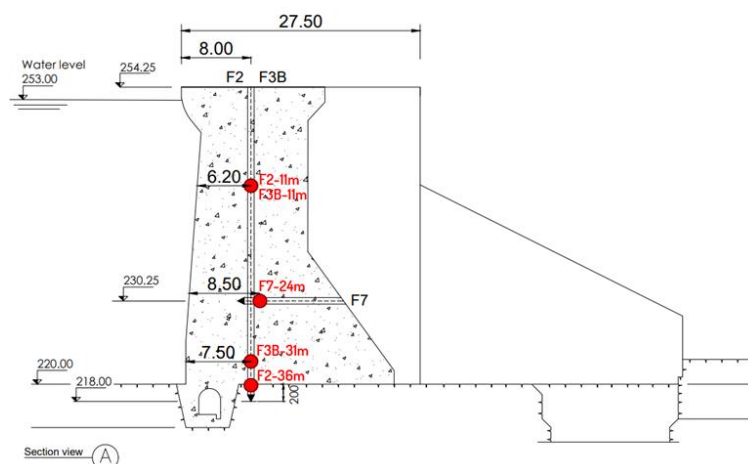 27.50
8.00
Water level
253.00
254.25
F2 F3B
6.20
F2-11m
F3B-11m
8,50
F7-24m
230.25
F7
7.50
F3B-31m
220.00
F2-36m
218.00
200
Section view A